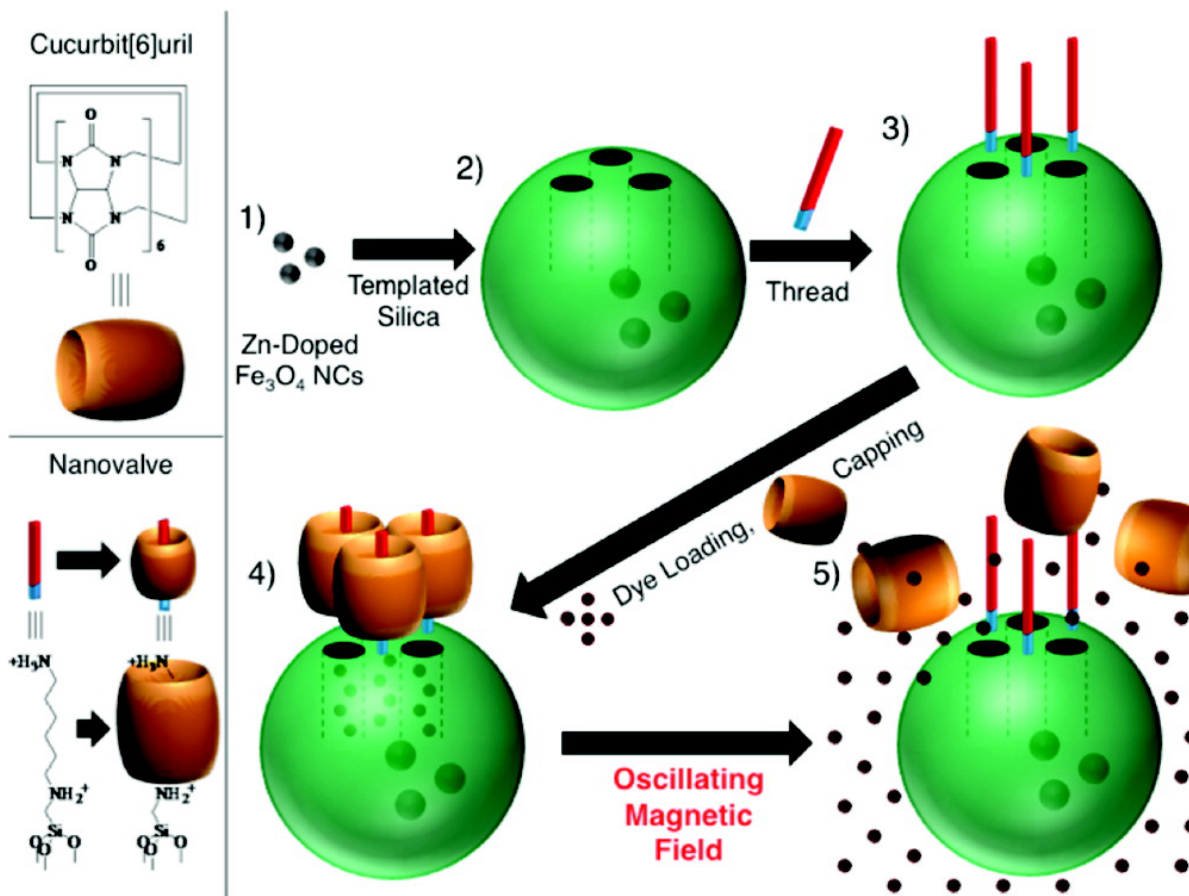 Cucurbit[6]uril
O
N
N
N
N
6
O
Nanovalve
+H3N
+H3N
NH2+
NH2+
Si
Si
O O O
O O O
1)
Zn-Doped
Fe3O4 NCs
Templated
Silica
2)
Thread
3)
Dye Loading,
Capping
4)
Oscillating
Magnetic
Field
5)